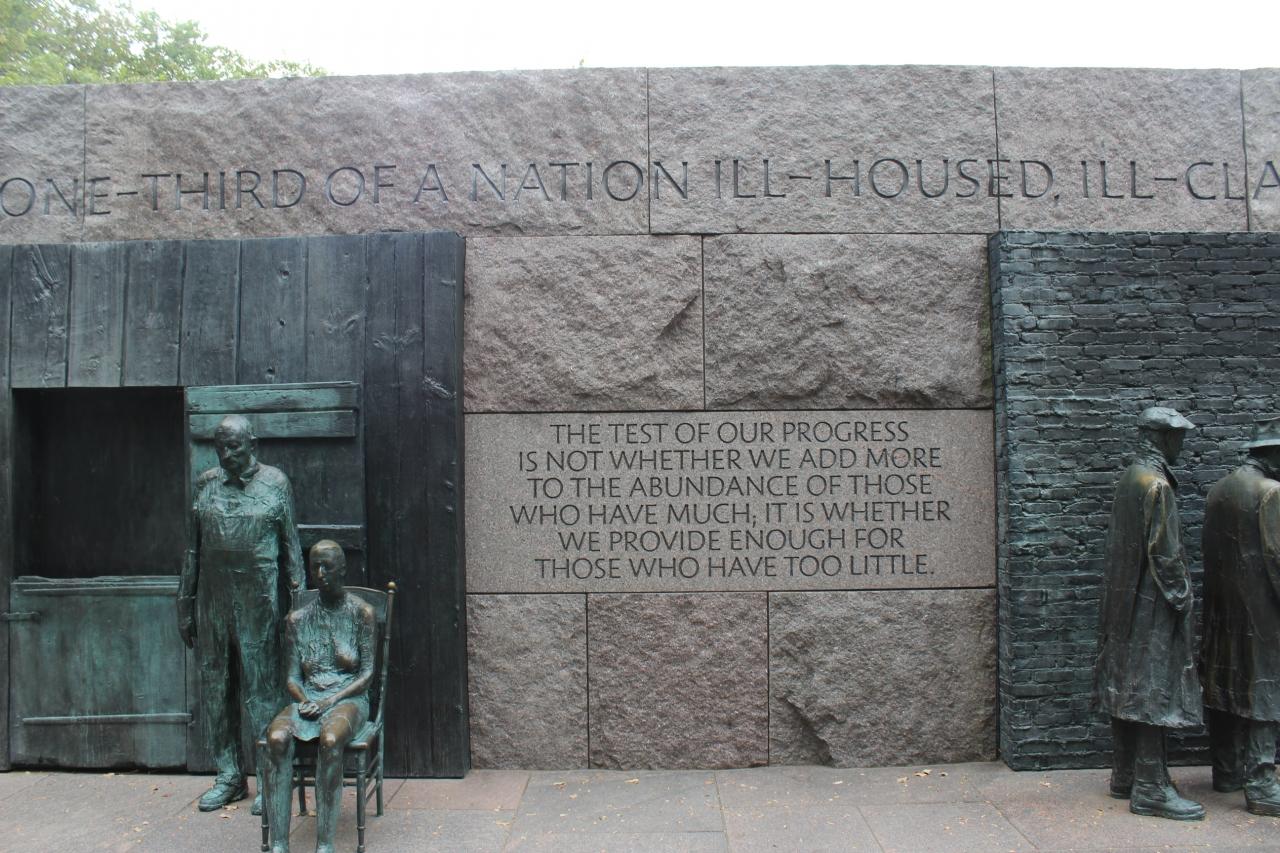 ONE-THIRD OF A NATION ILL-HOUSED, ILL-CLA
THE TEST OF OUR PROGRESS
IS NOT WHETHER WE ADD MORE
TO THE ABUNDANCE OF THOSE
WHO HAVE MUCH; IT IS WHETHER
WE PROVIDE ENOUGH FOR
THOSE WHO HAVE TOO LITTLE.